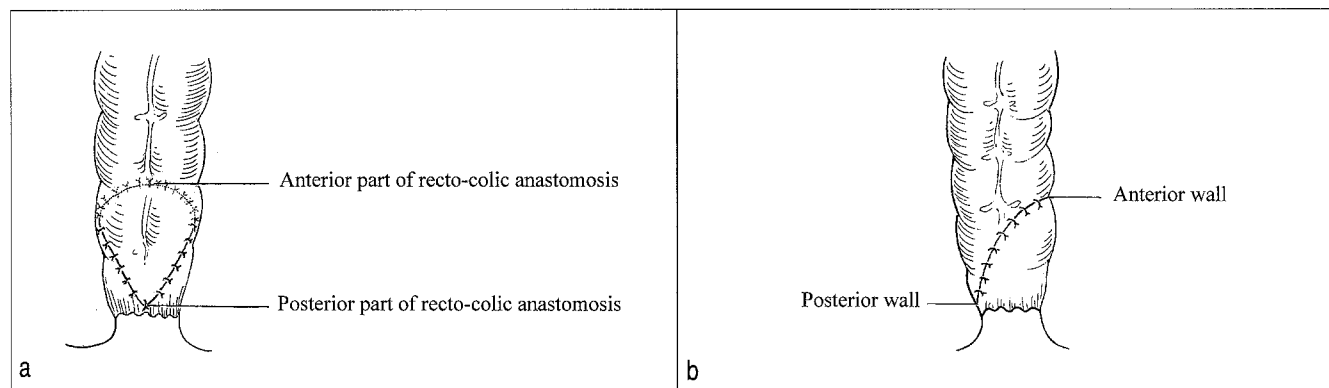 Anterior part of recto-colic anastomosis
Posterior part of recto-colic anastomosis
a
Anterior wall
Posterior wall
b